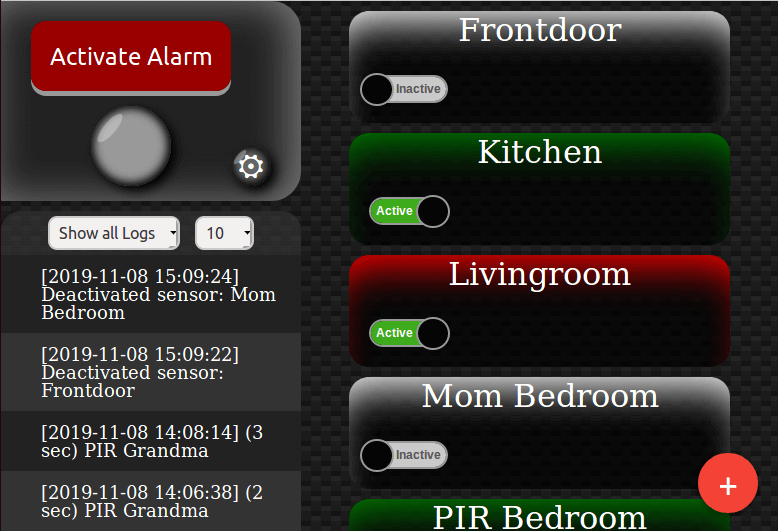 Activate Alarm
Show all Logs
10
[2019-11-08 15:09:24]
Deactivated sensor: Mom
Bedroom
[2019-11-08 15:09:22]
Deactivated sensor:
Frontdoor
[2019-11-08 14:08:14] (3
sec) PIR Grandma
[2019-11-08 14:06:38] (2
sec) PIR Grandma
Frontdoor
Inactive
Kitchen
Active
Livingroom
Active
Mom Bedroom
Inactive
PIR Bedroom
+